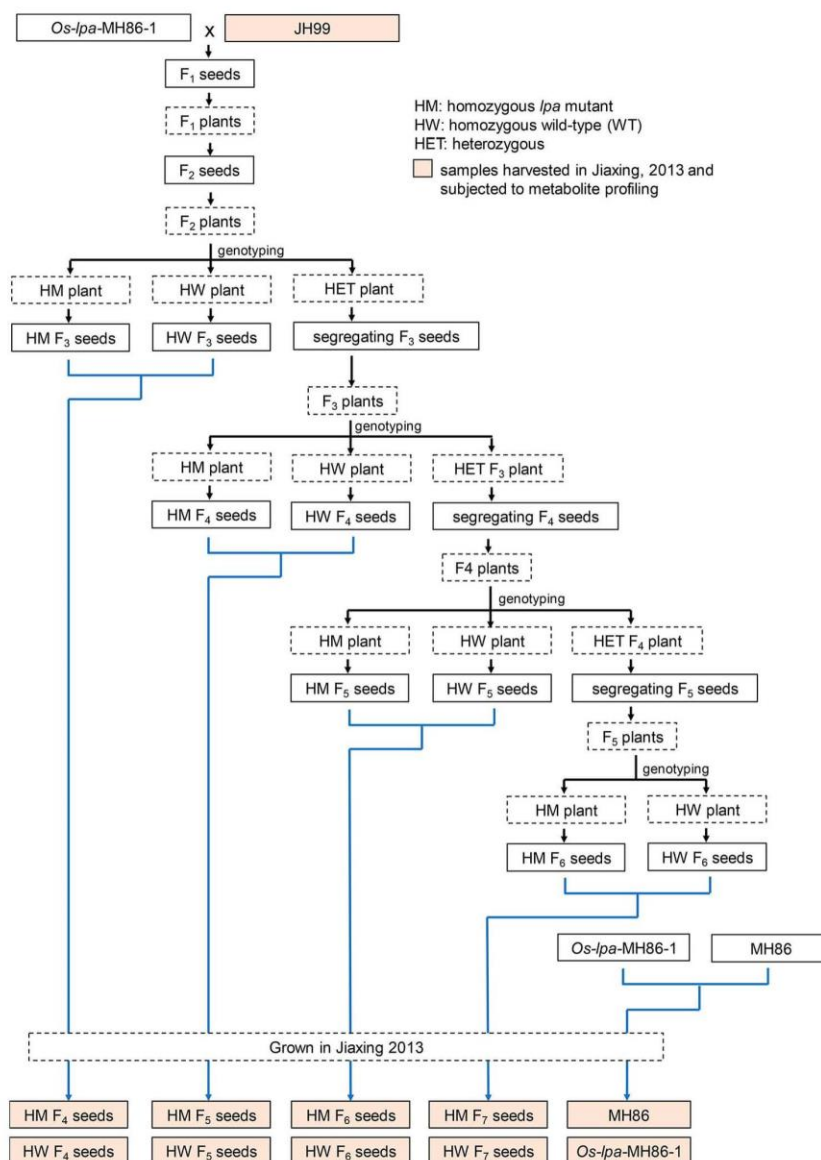 Os-lpa-MH86-1 x JH99
F₁ seeds
F₁ plants
F₂ seeds
F₂ plants
HM: homozygous lpa mutant
HW: homozygous wild-type (WT)
HET: heterozygous
samples harvested in Jiaxing, 2013 and
subjected to metabolite profiling
genotyping
HM plant HW plant HET plant
HM F₃ seeds HW F₃ seeds segregating F₃ seeds
F₃ plants
genotyping
HM plant HW plant HET F₃ plant
HM F₄ seeds HW F₄ seeds segregating F₄ seeds
F4 plants
genotyping
HM plant HW plant HET F₄ plant
HM F₅ seeds HW F₅ seeds segregating F₅ seeds
F₅ plants
genotyping
HM plant HW plant
HM F₆ seeds HW F₆ seeds
Os-lpa-MH86-1 MH86
Grown in Jiaxing 2013
HM F₄ seeds HM F₅ seeds HM F₆ seeds HM F₇ seeds MH86
HW F₄ seeds HW F₅ seeds HW F₆ seeds HW F₇ seeds Os-lpa-MH86-1